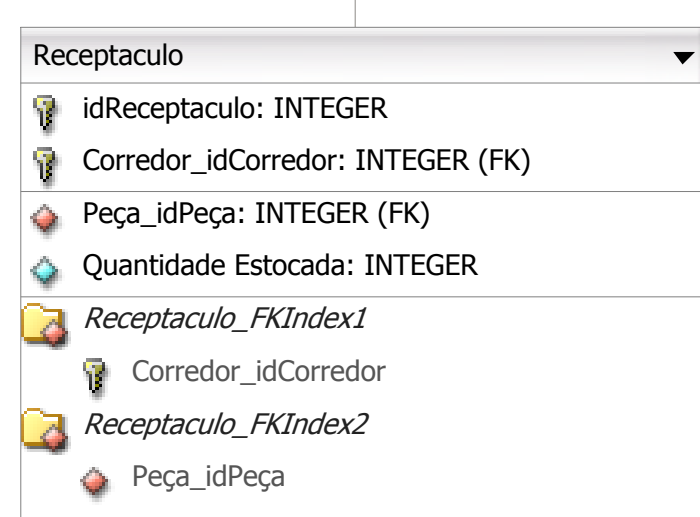 Receptaculo
idReceptaculo: INTEGER
Corredor_idCorredor: INTEGER (FK)
Peça_idPeça: INTEGER (FK)
Quantidade Estocada: INTEGER
Receptaculo_FKIndex1
Corredor_idCorredor
Receptaculo_FKIndex2
Peça_idPeça